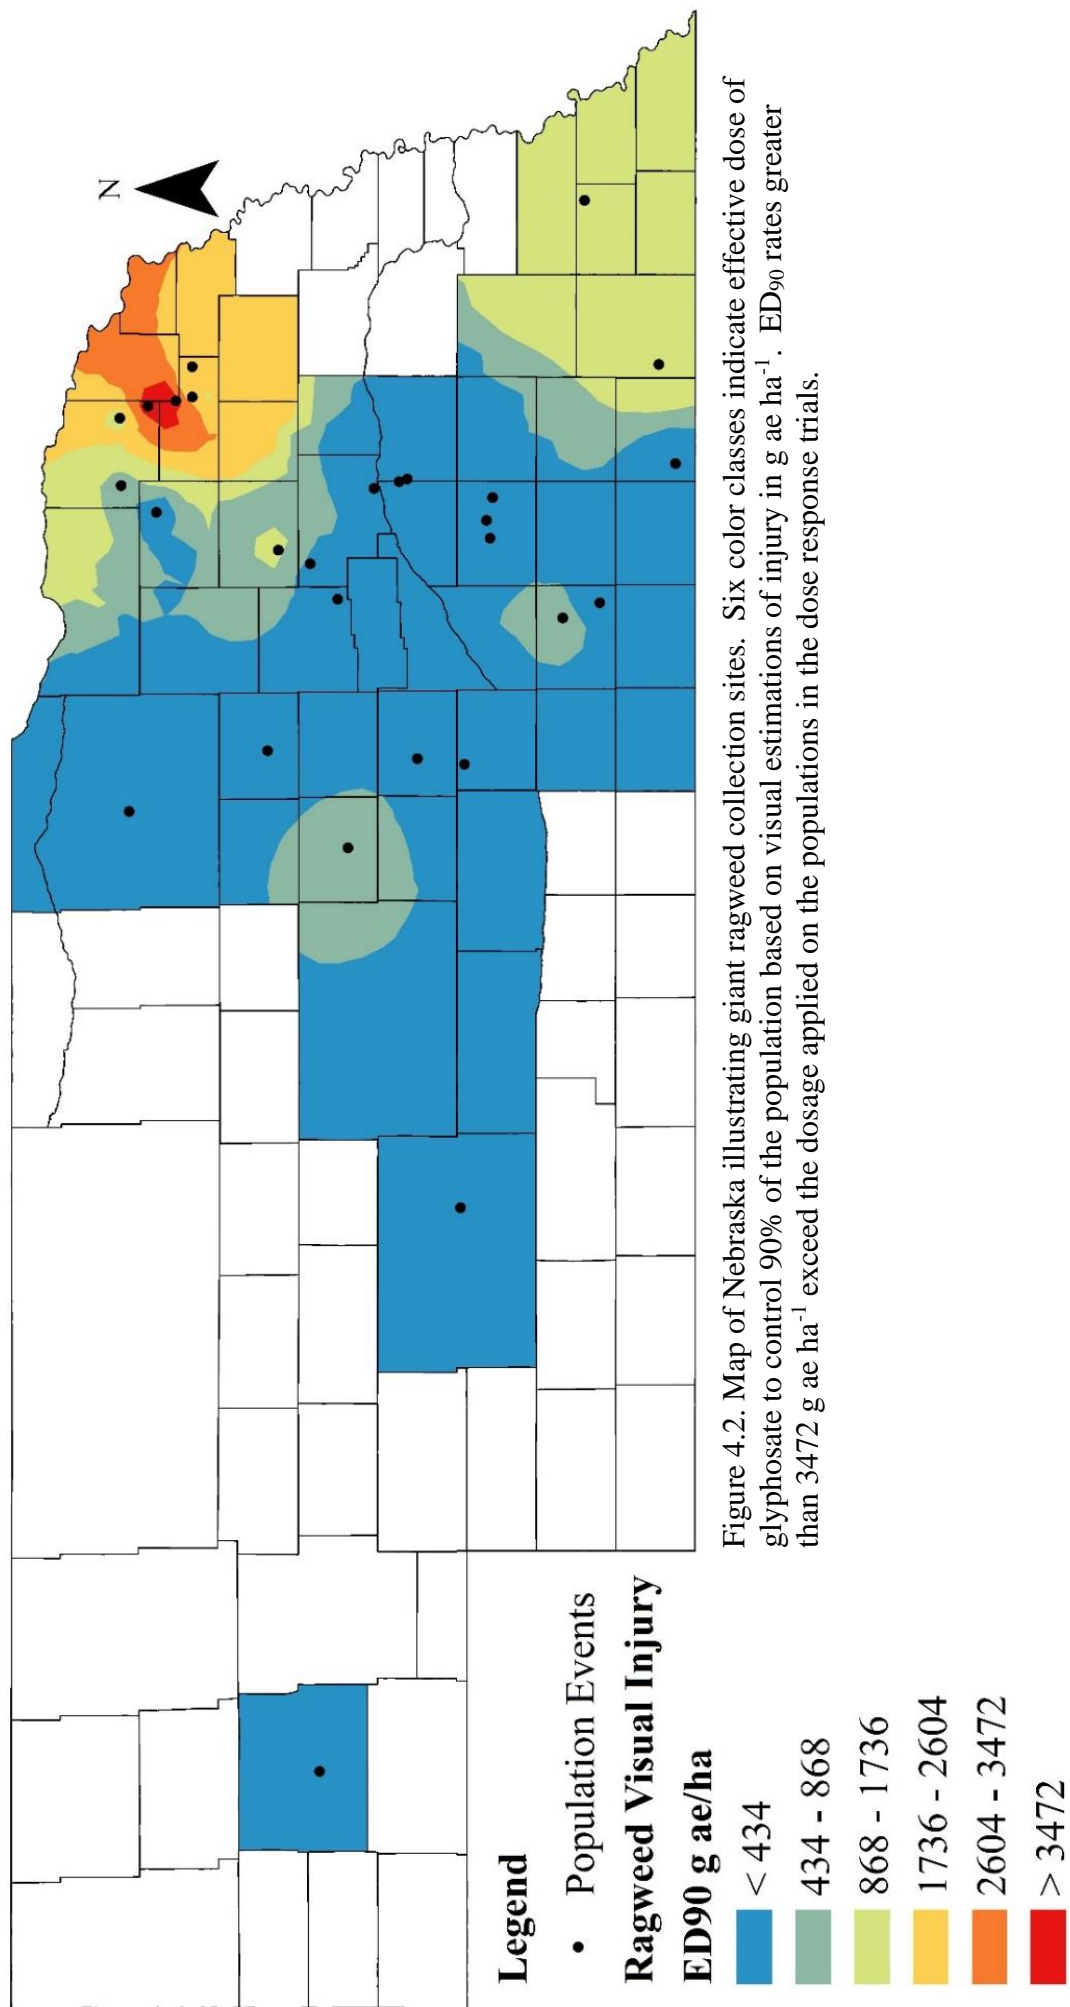 N
Legend
Population Events
Ragweed Visual Injury
ED90 g ae/ha
< 434
434 - 868
868 - 1736
1736 - 2604
2604 - 3472
> 3472
Figure 4.2. Map of Nebraska illustrating giant ragweed collection sites.  Six color classes indicate effective dose of
glyphosate to control 90% of the population based on visual estimations of injury in g ae ha⁻¹.  ED₉₀ rates greater
than 3472 g ae ha⁻¹ exceed the dosage applied on the populations in the dose response trials.